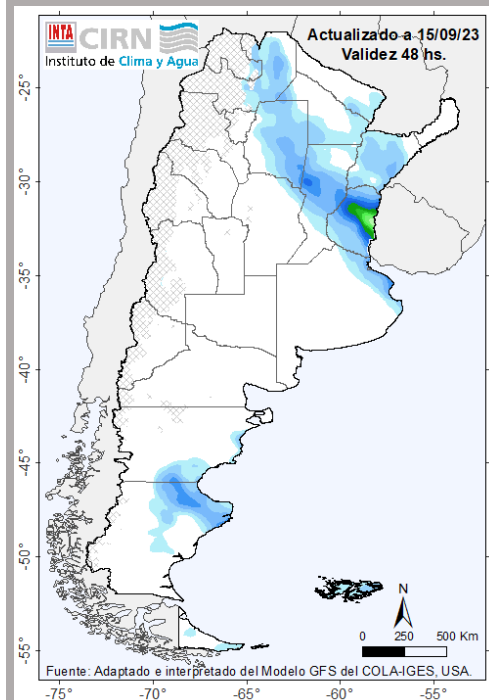 INTA CIRN
Instituto de Clima y Agua
Actualizado a 15/09/23
Validez 48 hs.
-25°
-30°
-35°
-40°
-45°
-50°
-55°
N
0 250 500 Km
Fuente: Adaptado e interpretado del Modelo GFS del COLA-IGES, USA.
-75° -70° -65° -60° -55°